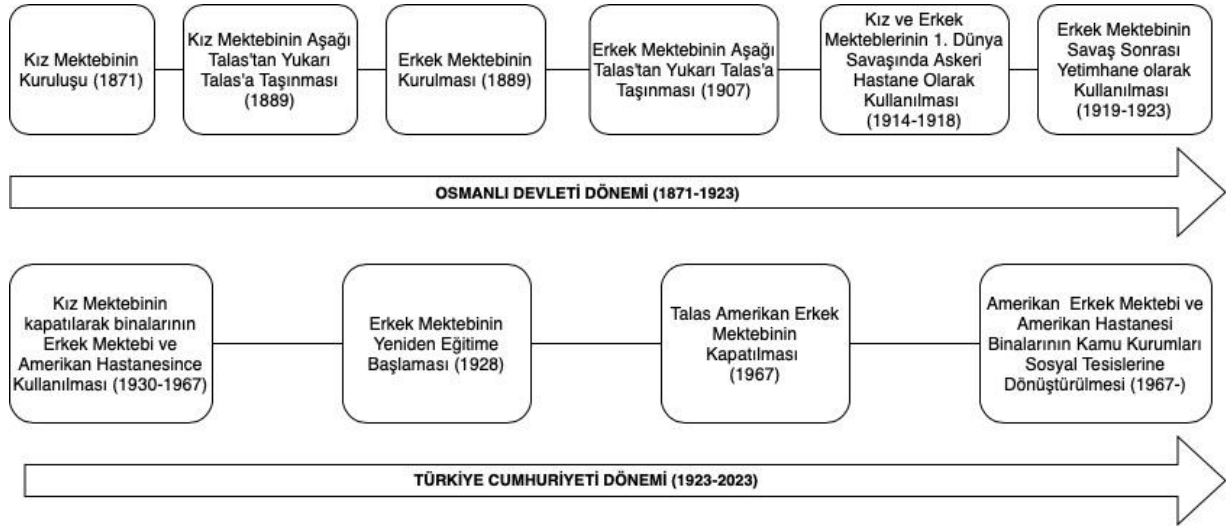 Kız Mektebinin
Kuruluşu (1871)
Kız Mektebinin Aşağı
Talas'tan Yukarı
Talas'a Taşınması
(1889)
Erkek Mektebinin
Kurulması (1889)
Erkek Mektebinin Aşağı
Talas'tan Yukarı Talas'a
Taşınması (1907)
Kız ve Erkek
Mekteblerinin 1. Dünya
Savaşında Askeri
Hastane Olarak
Kullanılması
(1914-1918)
Erkek Mektebinin
Savaş Sonrası
Yetimhane olarak
Kullanılması
(1919-1923)
OSMANLI DEVLETİ DÖNEMİ (1871-1923)
Kız Mektebinin
kapatılarak binalarının
Erkek Mektebi ve
Amerikan Hastanesince
Kullanılması (1930-1967)
Erkek Mektebinin
Yeniden Eğitime
Başlaması (1928)
Talas Amerikan Erkek
Mektebinin
Kapatılması
(1967)
Amerikan Erkek Mektebi ve
Amerikan Hastanesi
Binalarının Kamu Kurumları
Sosyal Tesislerine
Dönüştürülmesi (1967-)
TÜRKİYE CUMHURİYETİ DÖNEMİ (1923-2023)